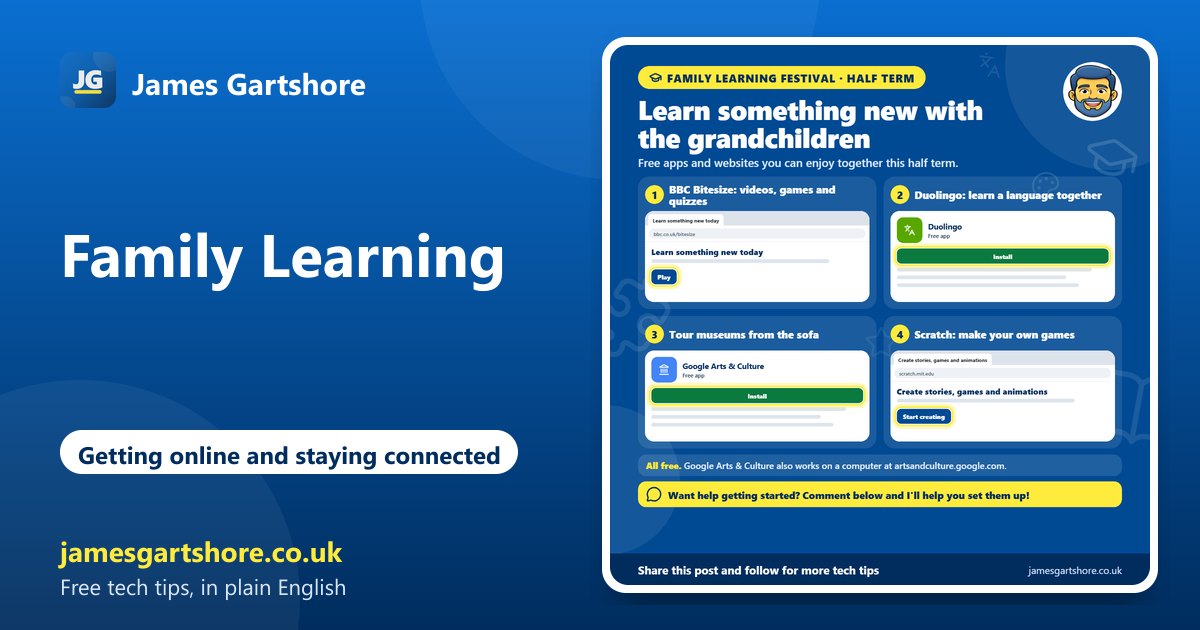 JG
James Gartshore
Family Learning
Getting online and staying connected
jamesgartshore.co.uk
Free tech tips, in plain English
FAMILY LEARNING FESTIVAL · HALF TERM
Learn something new with
the grandchildren
Free apps and websites you can enjoy together this half term.
1
BBC Bitesize: videos, games and
quizzes
Learn something new today
bbc.co.uk/bitesize
Learn something new today
Play
2
Duolingo: learn a language together
Duolingo
Free app
Install
3
Tour museums from the sofa
Google Arts & Culture
Free app
Install
4
Scratch: make your own games
Create stories, games and animations
scratch.mit.edu
Create stories, games and animations
Start creating
All free. Google Arts & Culture also works on a computer at artsandculture.google.com.
Want help getting started? Comment below and I'll help you set them up!
Share this post and follow for more tech tips
jamesgartshore.co.uk